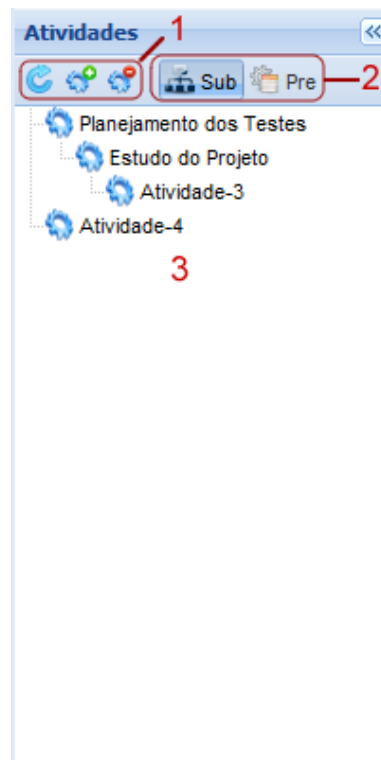 Atividades 1
Sub Pre 2
Planejamento dos Testes
Estudo do Projeto
Atividade-3
Atividade-4
3